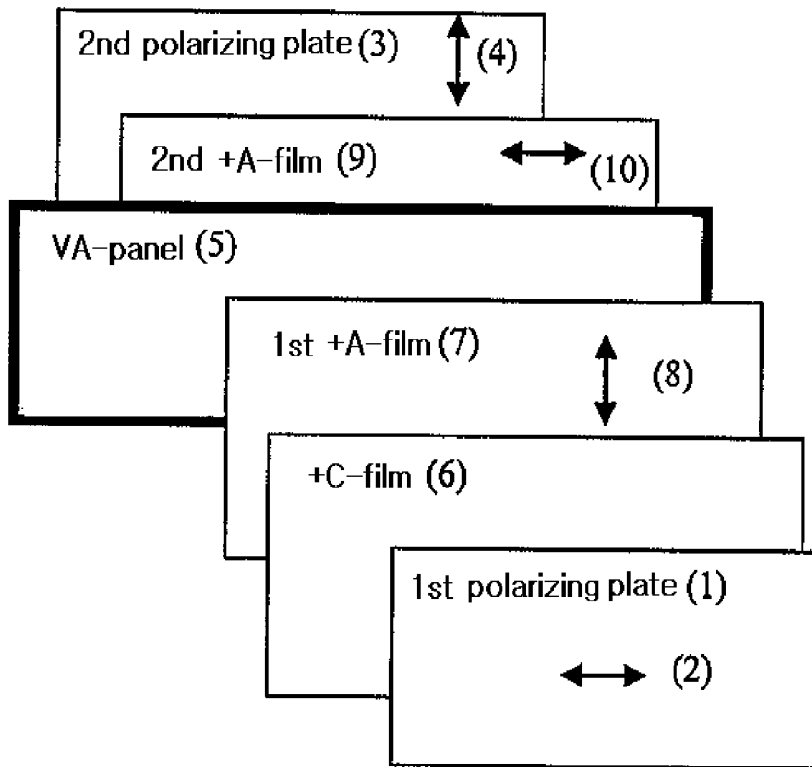 2nd polarizing plate (3)
(4)
2nd +A-film (9)
(10)
VA-panel (5)
1st +A-film (7)
(8)
+C-film (6)
1st polarizing plate (1)
(2)